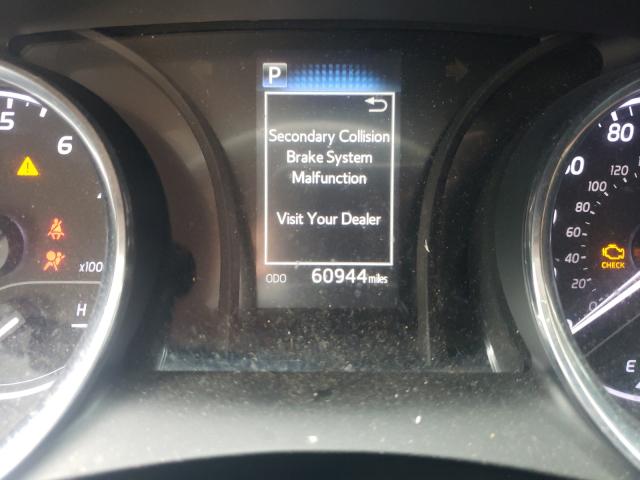 P
Secondary Collision
Brake System
Malfunction
Visit Your Dealer
ODO 60944 miles
5
6
x100
H
80
100
120
80
60
40
20
0
CHECK
E